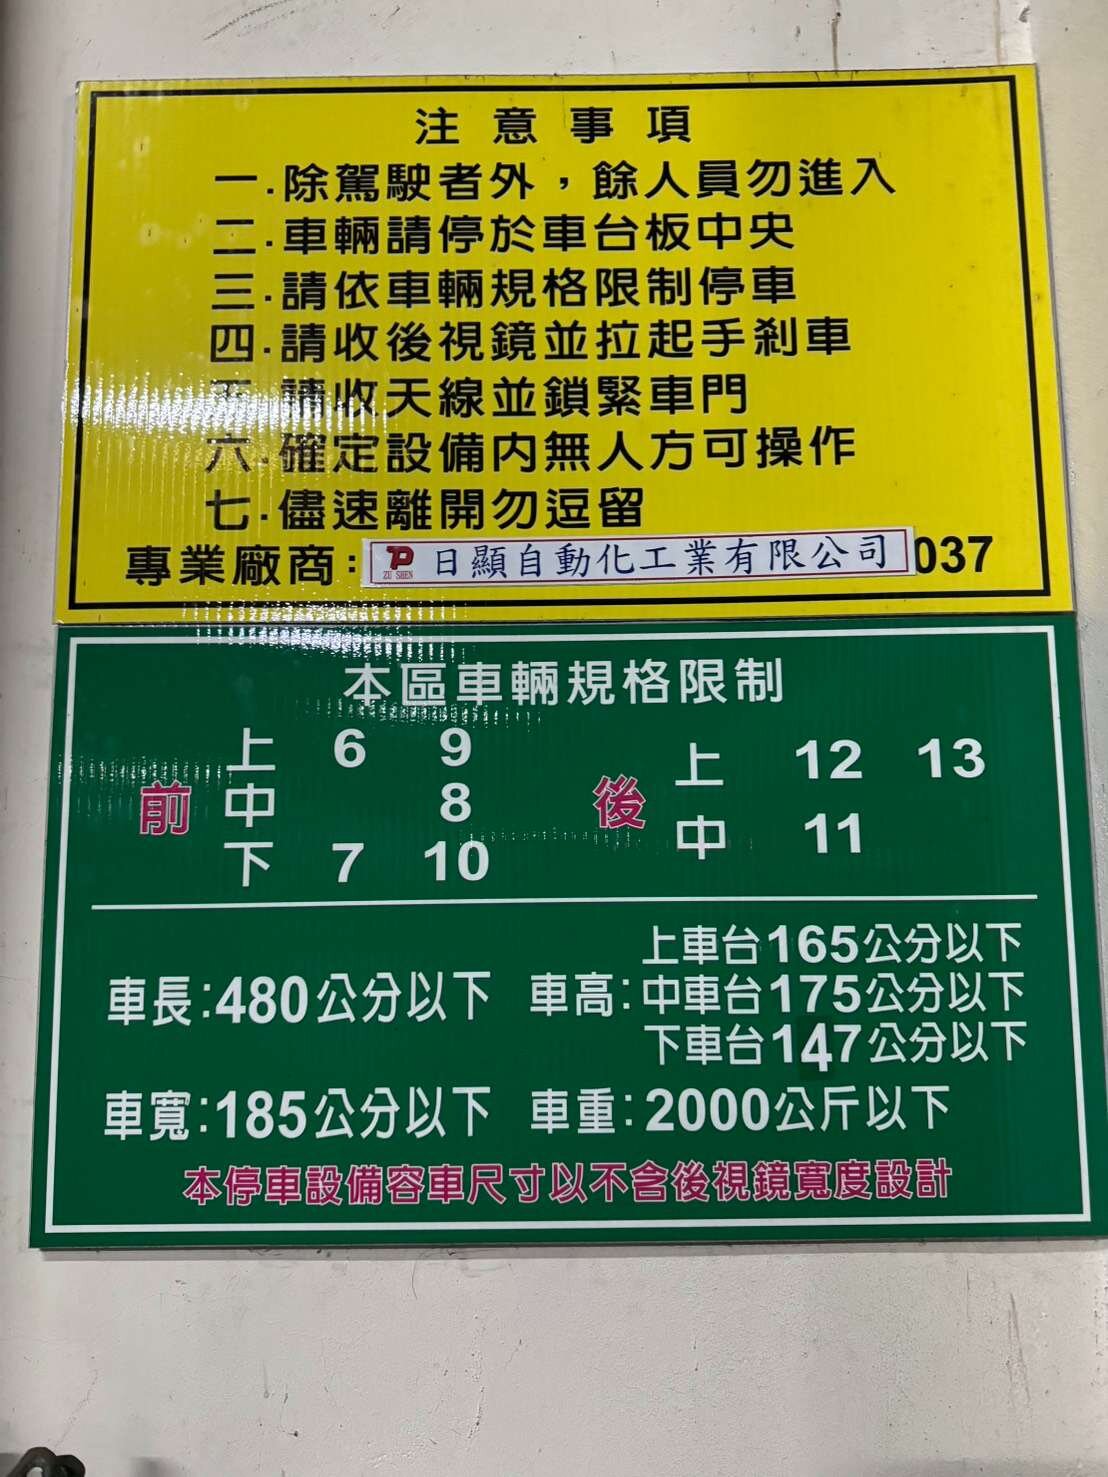 注意事項
一.除駕駛者外，餘人員勿進入
二.車輛請停於車台板中央
三.請依車輛規格限制停車
四.請收後視鏡並拉起手剎車
五.請收天線並鎖緊車門
六.確定設備內無人方可操作
七.儘速離開勿逗留
專業廠商: ZU SHEN 日顯自動化工業有限公司 037
本區車輛規格限制
前 上 6 9
中 8
下 7 10
後 上 12 13
中 11
車長:480公分以下
車高:上車台165公分以下
中車台175公分以下
下車台147公分以下
車寬:185公分以下
車重:2000公斤以下
本停車設備容車尺寸以不含後視鏡寬度設計